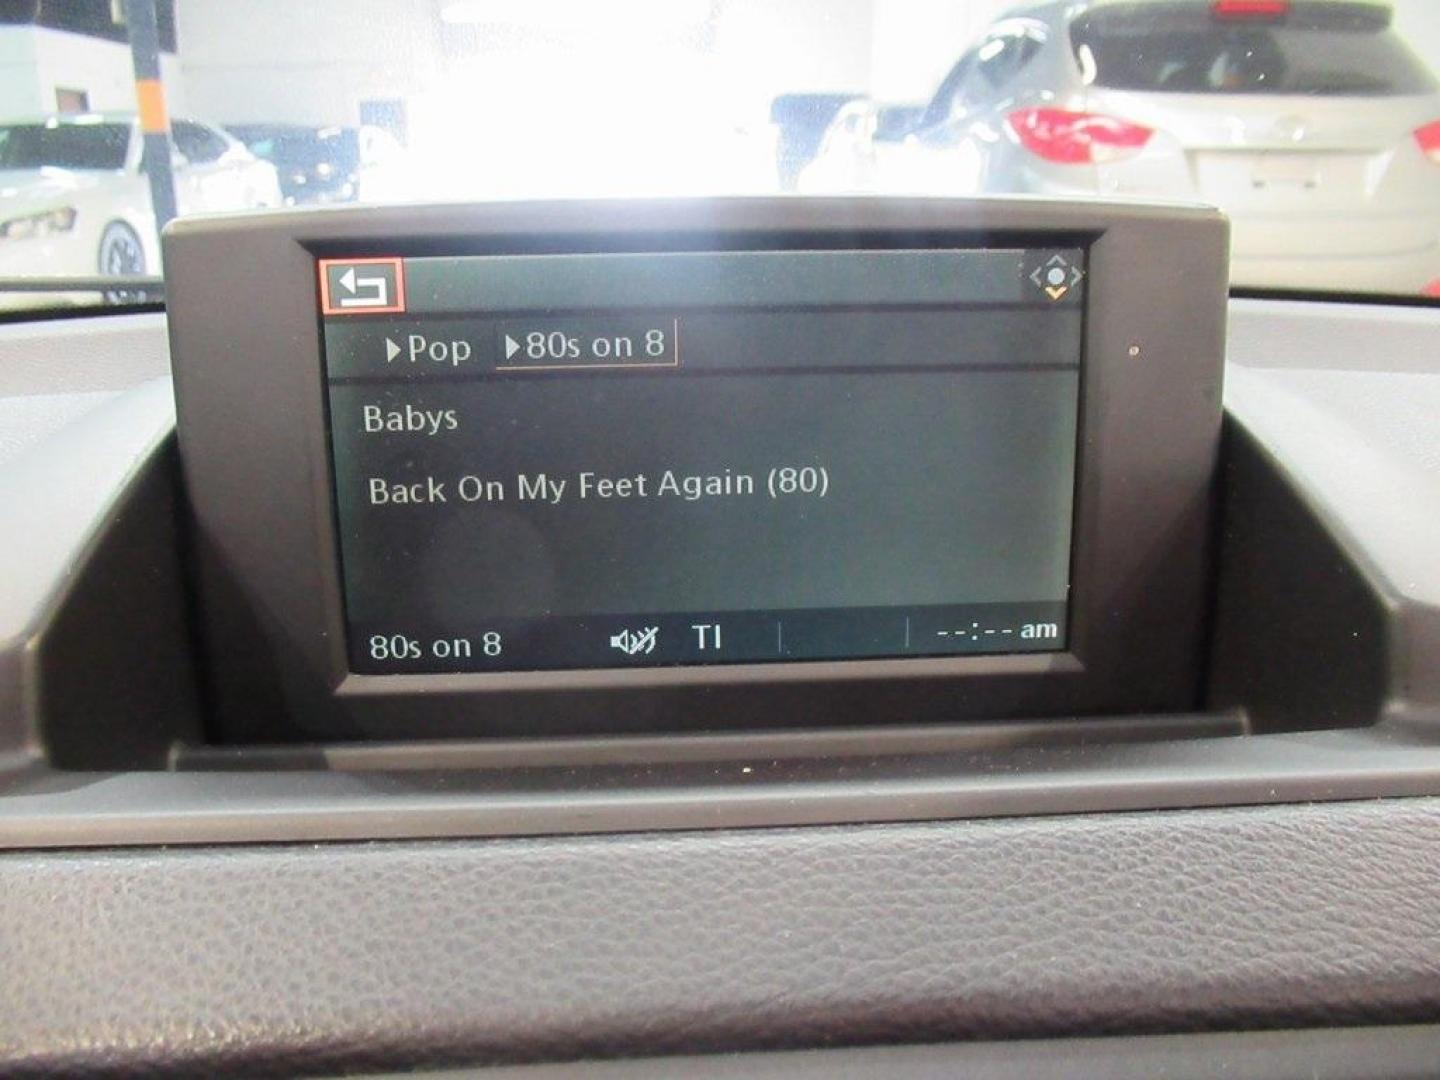 Pop 80s on 8
Babys
Back On My Feet Again (80)
80s on 8 TI --:-- am